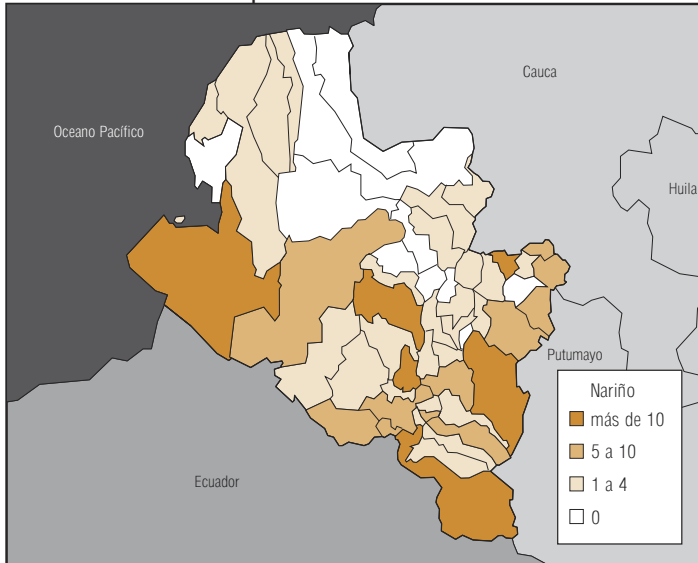 Cauca
Oceano Pacífico
Huila
Putumayo
Nariño
más de 10
5 a 10
1 a 4
0
Ecuador